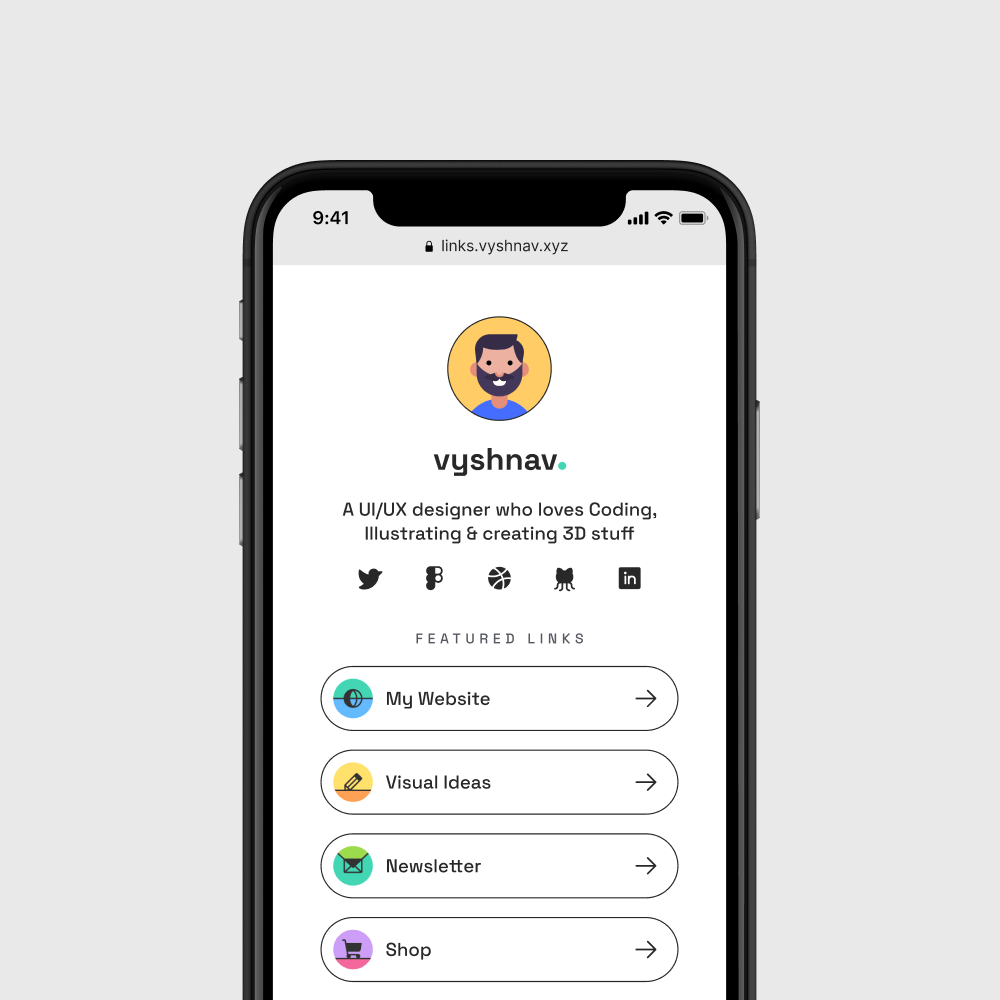 9:41
links.vyshnav.xyz
vyshnav.
A UI/UX designer who loves Coding,
Illustrating & creating 3D stuff
in
FEATURED LINKS
My Website
Visual Ideas
Newsletter
Shop